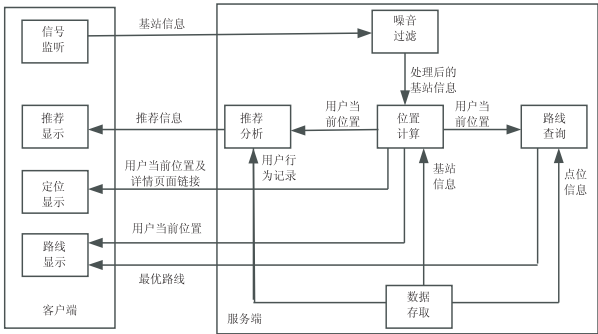 信号
监听
基站信息
噪音
过滤
处理后的
基站信息
推荐
显示
推荐信息
推荐
分析
用户当
前位置
位置
计算
用户当
前位置
路线
查询
用户行
为记录
基站
信息
点位
信息
用户当前位置及
详情页面链接
定位
显示
用户当前位置
路线
显示
最优路线
数据
存取
客户端
服务端